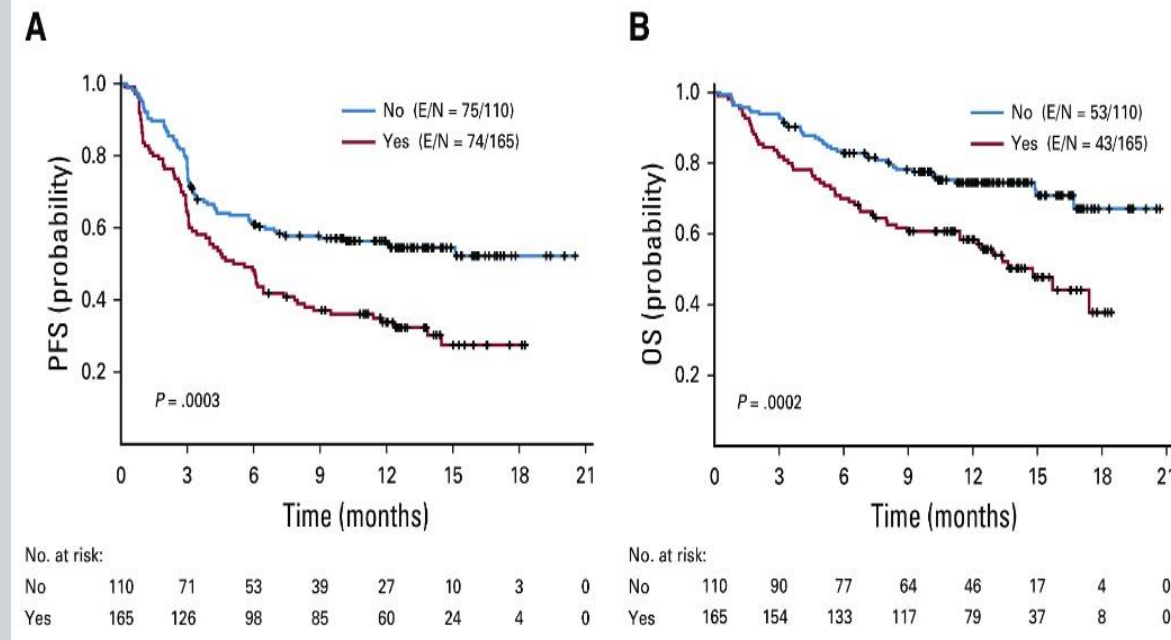 A
PFS (probability)
1.0
0.8
0.6
0.4
0.2
No (E/N = 75/110)
Yes (E/N = 74/165)
P = .0003
0 3 6 9 12 15 18 21
Time (months)
No. at risk:
No 110 71 53 39 27 10 3 0
Yes 165 126 98 85 60 24 4 0
B
OS (probability)
1.0
0.8
0.6
0.4
0.2
No (E/N = 53/110)
Yes (E/N = 43/165)
P = .0002
0 3 6 9 12 15 18 21
Time (months)
No. at risk:
No 110 90 77 64 46 17 4 0
Yes 165 154 133 117 79 37 8 0